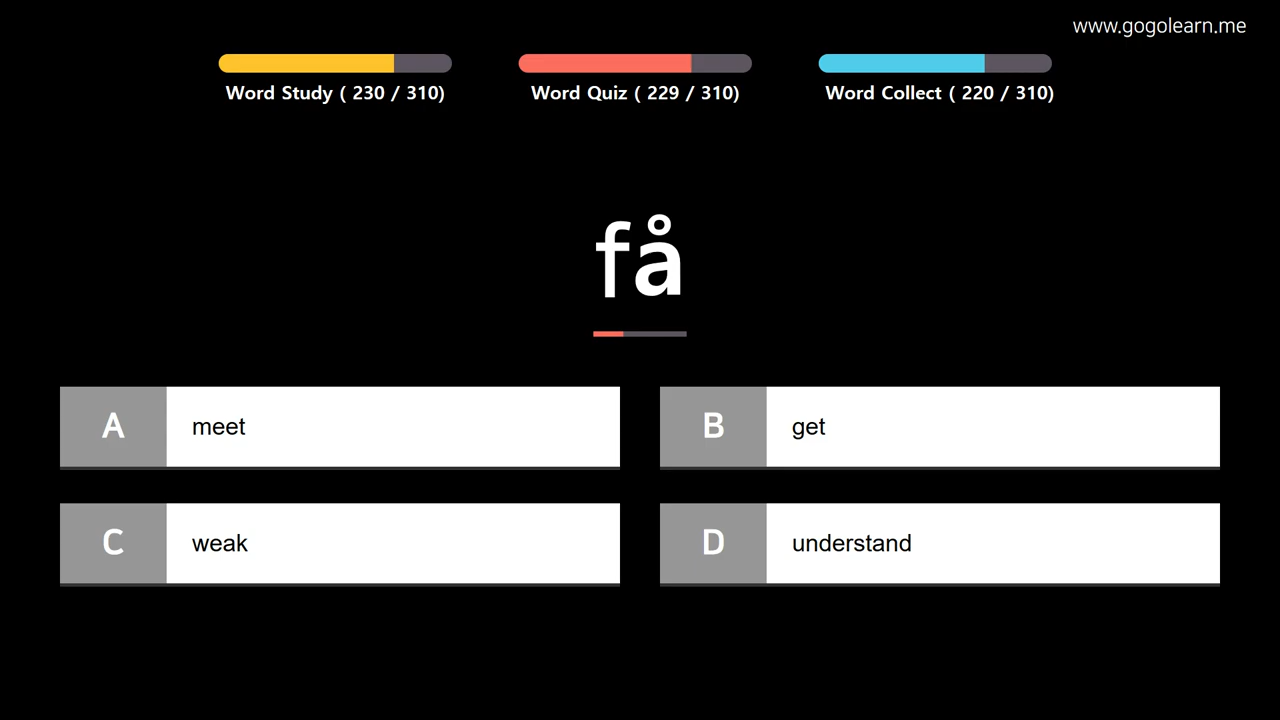 www.gogolearn.me
Word Study ( 230 / 310)
Word Quiz ( 229 / 310)
Word Collect ( 220 / 310)
få
A meet
B get
C weak
D understand